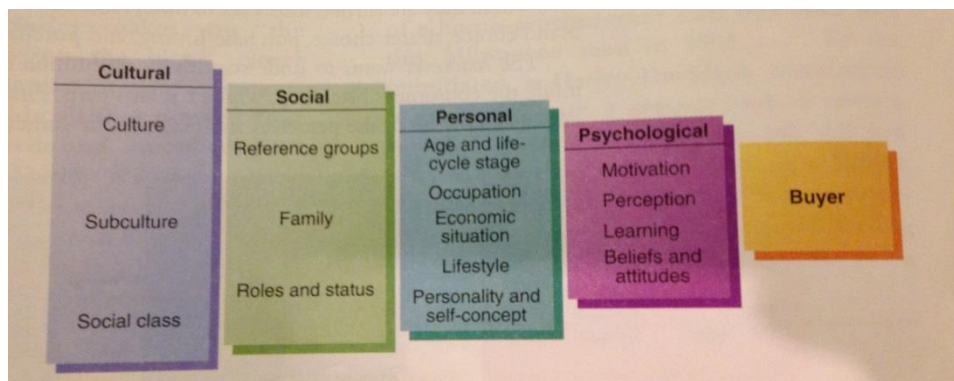 Cultural
Culture
Subculture
Social class
Social
Reference groups
Family
Roles and status
Personal
Age and life-
cycle stage
Occupation
Economic
situation
Lifestyle
Personality and
self-concept
Psychological
Motivation
Perception
Learning
Beliefs and
attitudes
Buyer